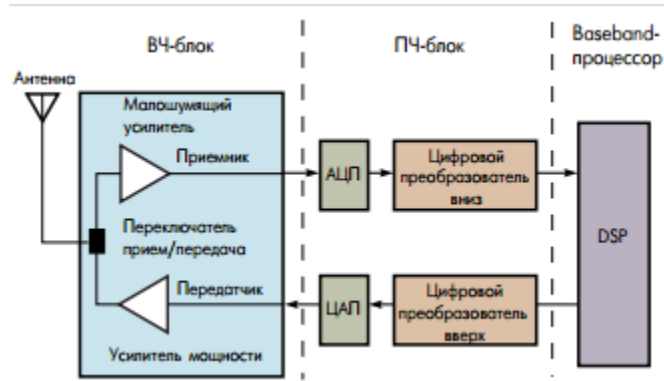 ВЧ-блок
ПЧ-блок
Baseband-
процессор
Антенна
Малошумящий
усилитель
Приемник
АЦП
Цифровой
преобразователь
вниз
Переключатель
прием/передача
DSP
Передатчик
ЦАП
Цифровой
преобразователь
вверх
Усилитель мощности